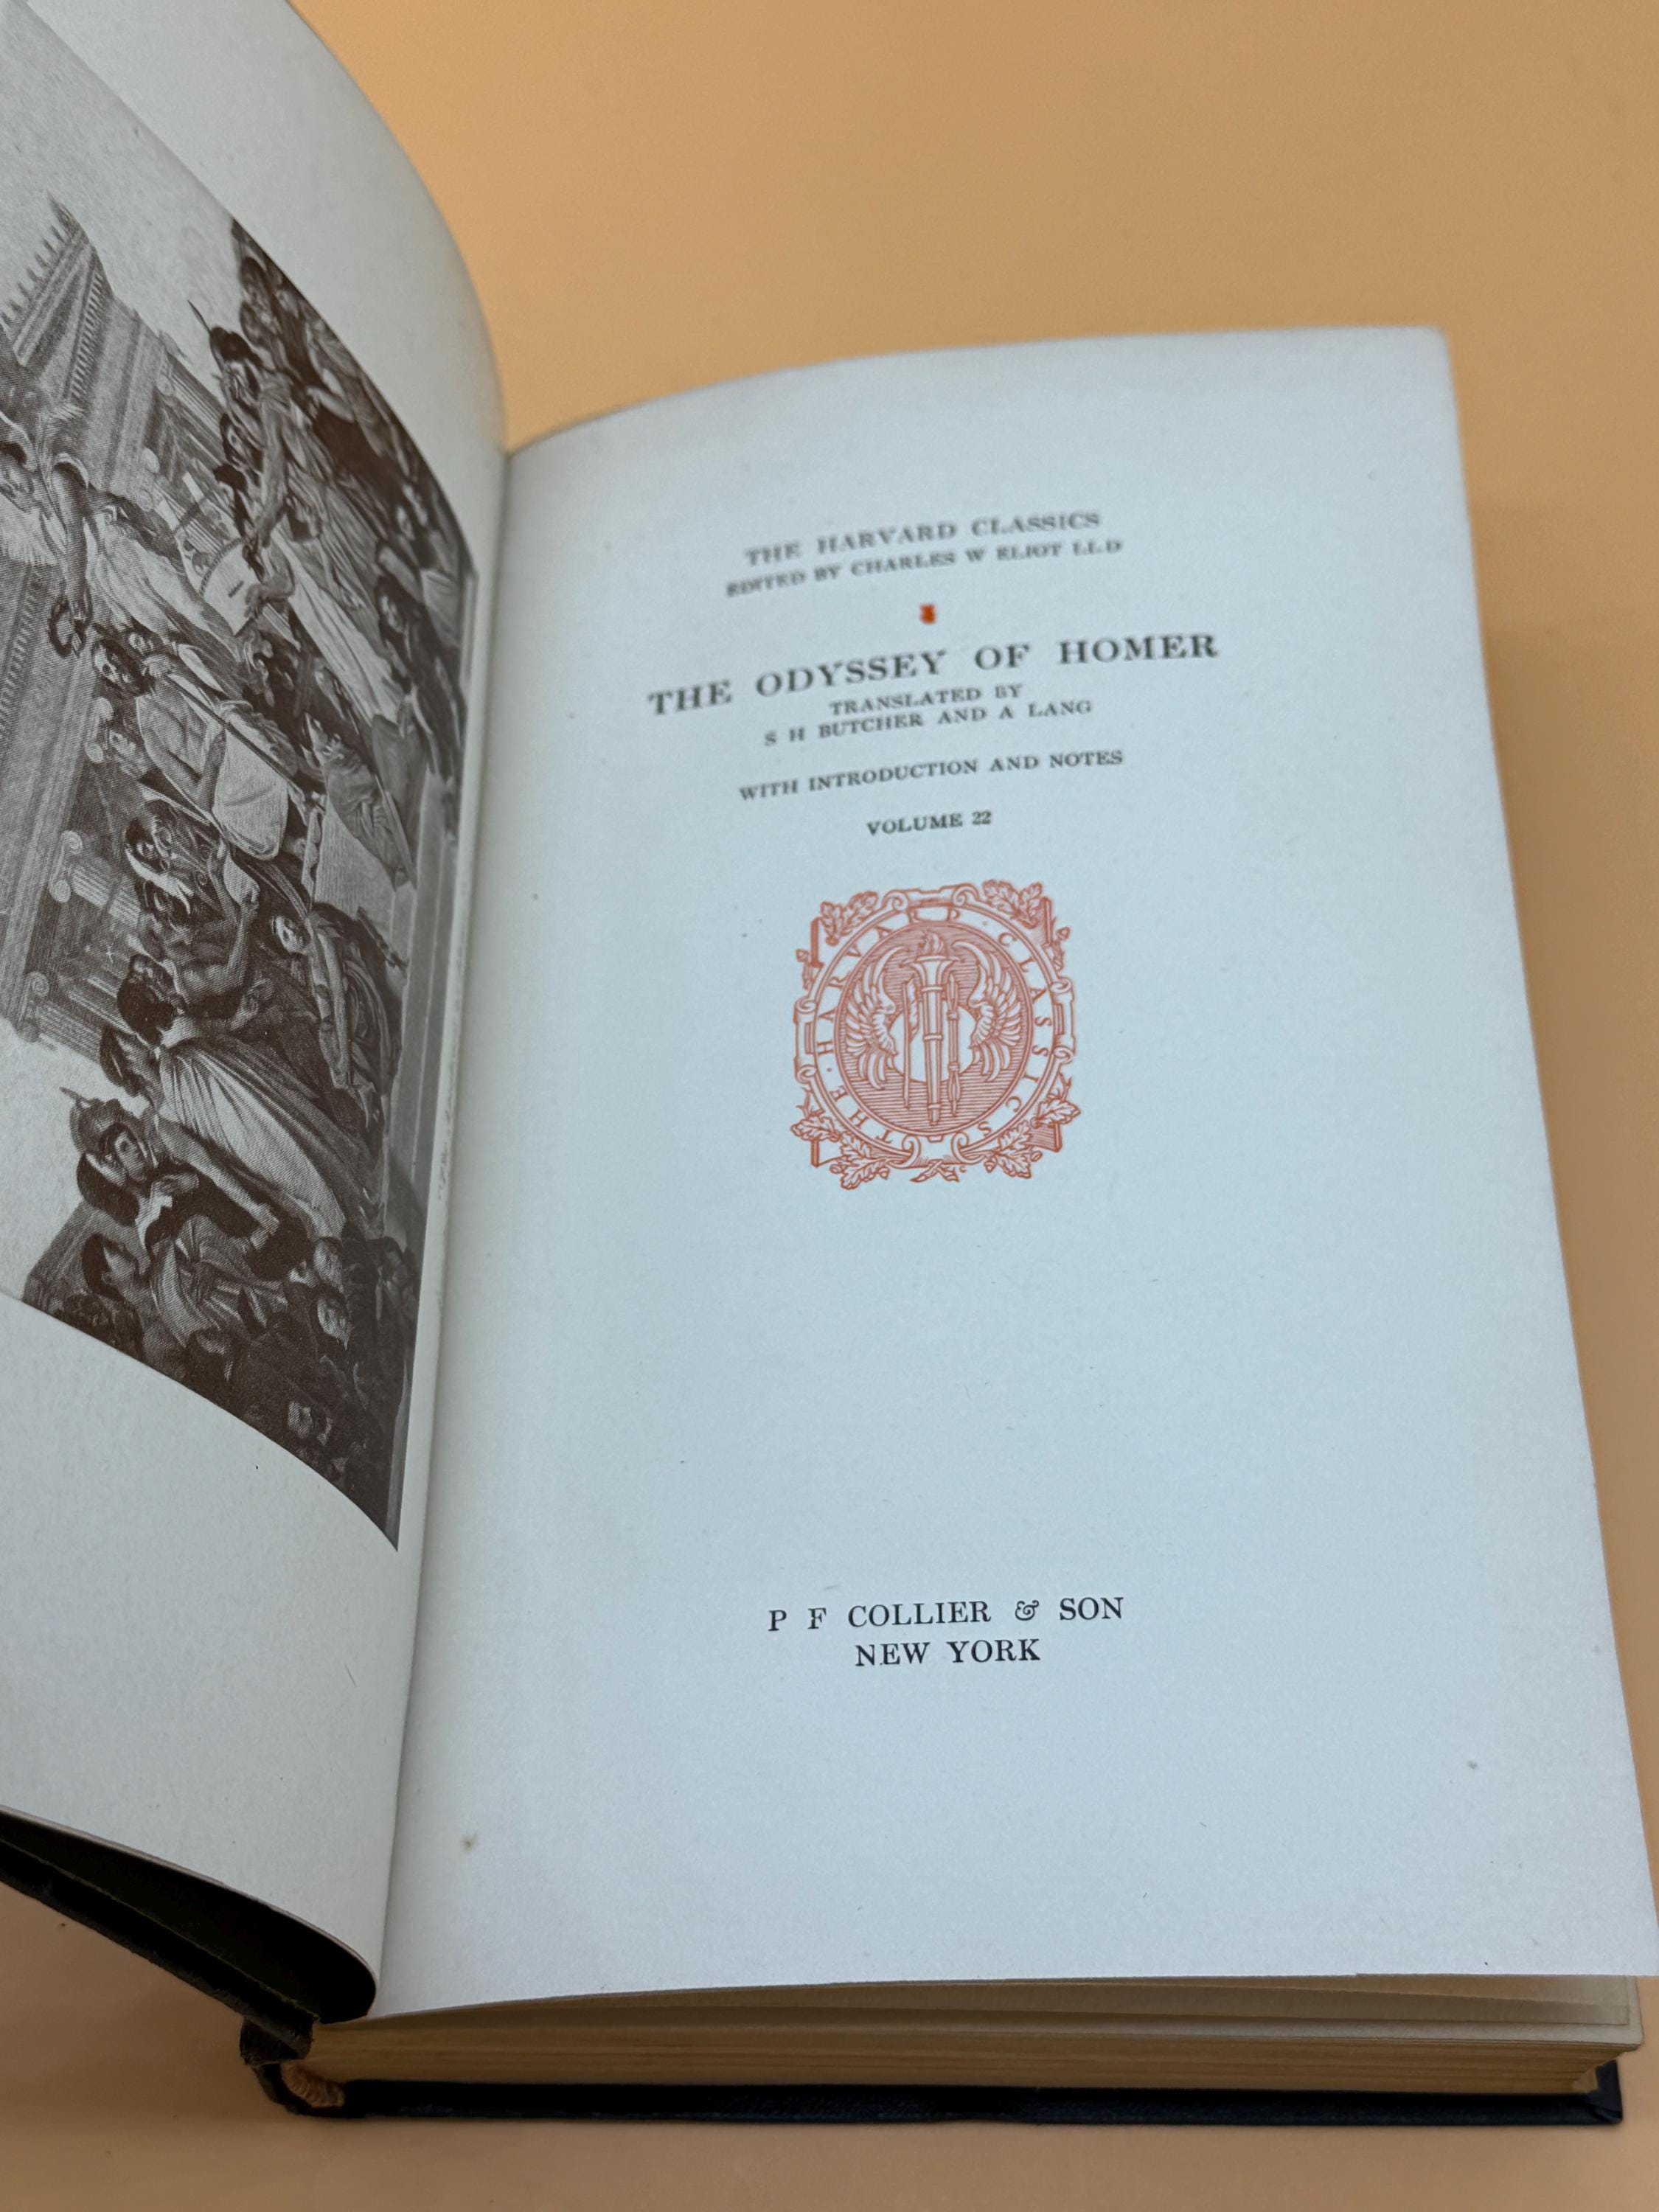 THE HARVARD CLASSICS
EDITED BY CHARLES W ELIOT LL D
THE ODYSSEY OF HOMER
TRANSLATED BY
S H BUTCHER AND A LANG
WITH INTRODUCTION AND NOTES
VOLUME 22
THE · HARVARD · CLASSICS
P F COLLIER & SON
NEW YORK